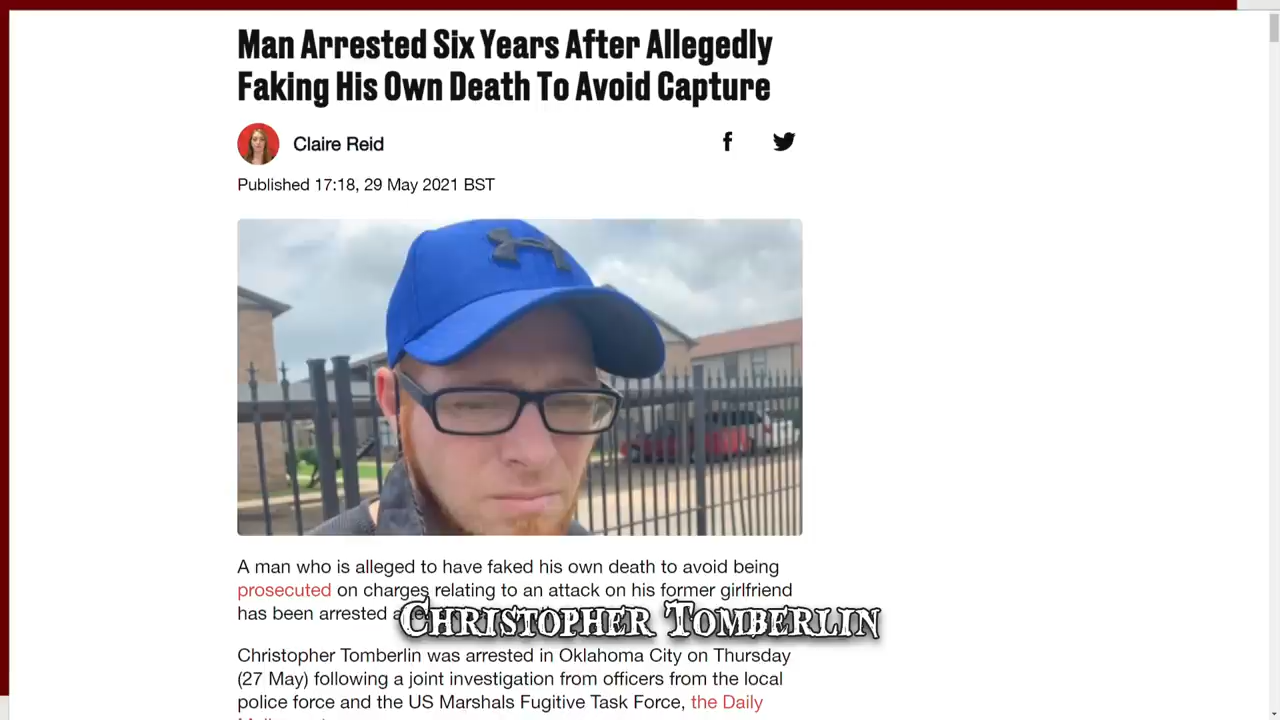 Man Arrested Six Years After Allegedly
Faking His Own Death To Avoid Capture
Claire Reid
Published 17:18, 29 May 2021 BST
A man who is alleged to have faked his own death to avoid being
prosecuted on charges relating to an attack on his former girlfriend
has been arrested
Christopher Tomberlin
Christopher Tomberlin was arrested in Oklahoma City on Thursday
(27 May) following a joint investigation from officers from the local
police force and the US Marshals Fugitive Task Force, the Daily